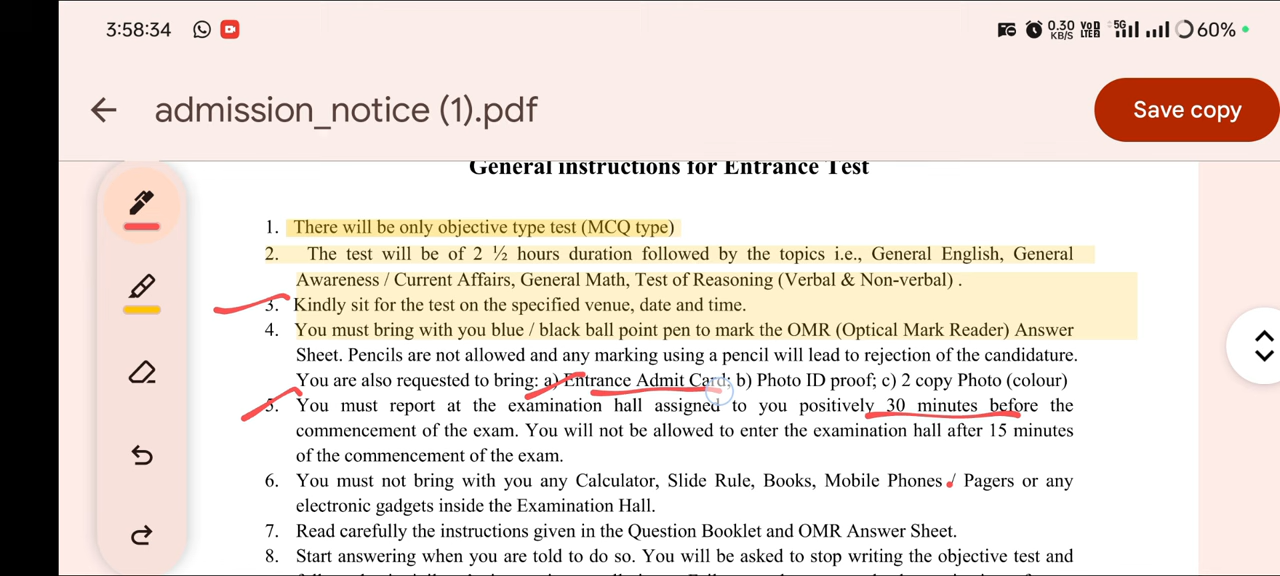 3:58:34 0.30 KB/S VoD LTE 5G 60%
admission_notice (1).pdf
Save copy
General instructions for Entrance Test
1. There will be only objective type test (MCQ type)
2. The test will be of 2 ½ hours duration followed by the topics i.e., General English, General
Awareness / Current Affairs, General Math, Test of Reasoning (Verbal & Non-verbal) .
3. Kindly sit for the test on the specified venue, date and time.
4. You must bring with you blue / black ball point pen to mark the OMR (Optical Mark Reader) Answer
Sheet. Pencils are not allowed and any marking using a pencil will lead to rejection of the candidature.
You are also requested to bring: a) Entrance Admit Card; b) Photo ID proof; c) 2 copy Photo (colour)
5. You must report at the examination hall assigned to you positively 30 minutes before the
commencement of the exam. You will not be allowed to enter the examination hall after 15 minutes
of the commencement of the exam.
6. You must not bring with you any Calculator, Slide Rule, Books, Mobile Phones / Pagers or any
electronic gadgets inside the Examination Hall.
7. Read carefully the instructions given in the Question Booklet and OMR Answer Sheet.
8. Start answering when you are told to do so. You will be asked to stop writing the objective test and